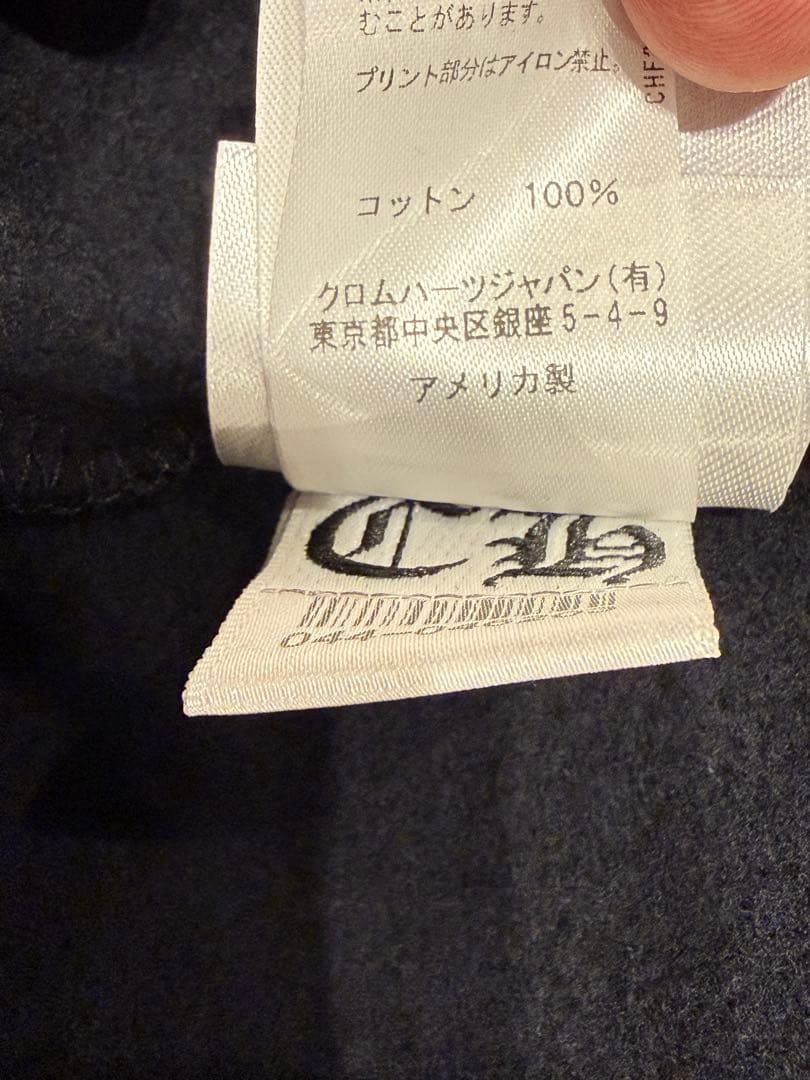 むことがあります。
プリント部分はアイロン禁止。
コットン 100%
クロムハーツジャパン(有)
東京都中央区銀座5-4-9
アメリカ製